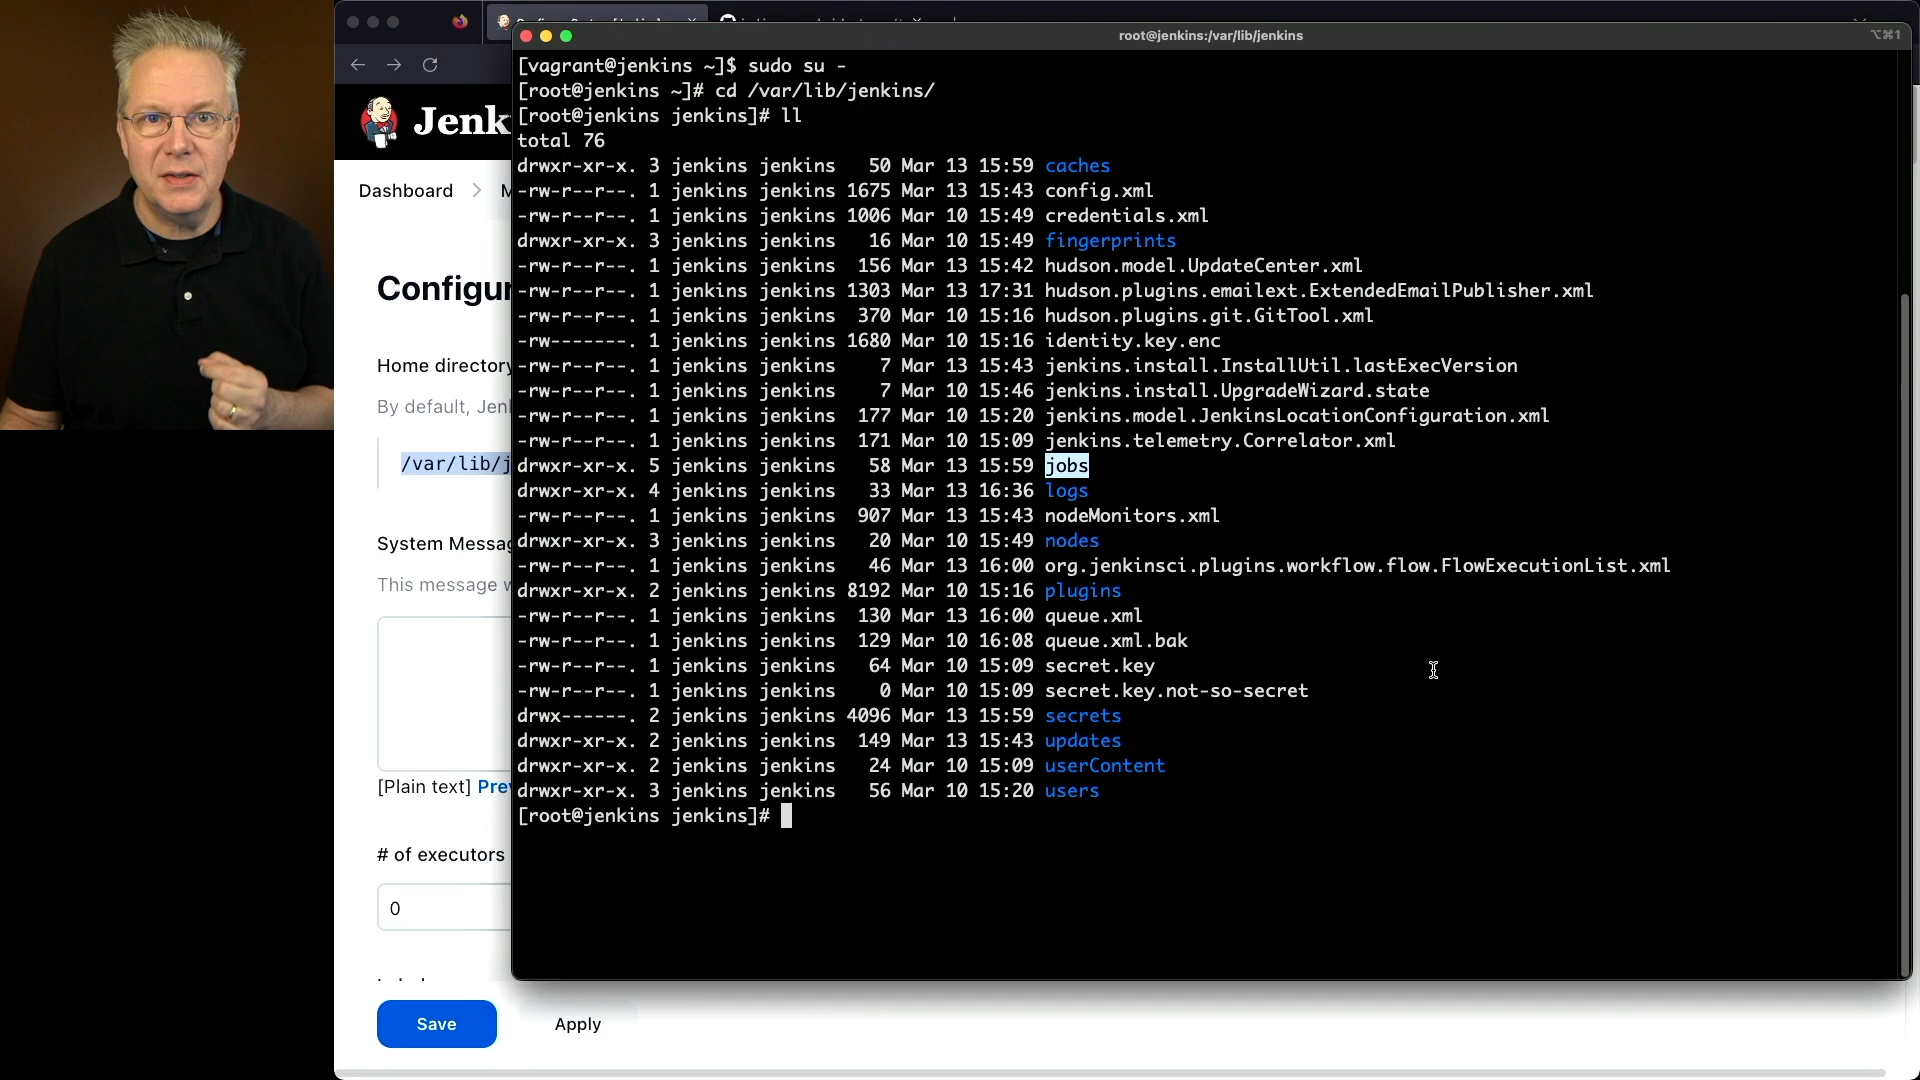 root@jenkins:/var/lib/jenkins
⌥⌘1
[vagrant@jenkins ~]$ sudo su -
[root@jenkins ~]# cd /var/lib/jenkins/
[root@jenkins jenkins]# ll
total 76
drwxr-xr-x. 3 jenkins jenkins   50 Mar 13 15:59 caches
-rw-r--r--. 1 jenkins jenkins 1675 Mar 13 15:43 config.xml
-rw-r--r--. 1 jenkins jenkins 1006 Mar 10 15:49 credentials.xml
drwxr-xr-x. 3 jenkins jenkins   16 Mar 10 15:49 fingerprints
-rw-r--r--. 1 jenkins jenkins  156 Mar 13 15:42 hudson.model.UpdateCenter.xml
-rw-r--r--. 1 jenkins jenkins 1303 Mar 13 17:31 hudson.plugins.emailext.ExtendedEmailPublisher.xml
-rw-r--r--. 1 jenkins jenkins  370 Mar 10 15:16 hudson.plugins.git.GitTool.xml
-rw-------. 1 jenkins jenkins 1680 Mar 10 15:16 identity.key.enc
-rw-r--r--. 1 jenkins jenkins    7 Mar 13 15:43 jenkins.install.InstallUtil.lastExecVersion
-rw-r--r--. 1 jenkins jenkins    7 Mar 10 15:46 jenkins.install.UpgradeWizard.state
-rw-r--r--. 1 jenkins jenkins  177 Mar 10 15:20 jenkins.model.JenkinsLocationConfiguration.xml
-rw-r--r--. 1 jenkins jenkins  171 Mar 10 15:09 jenkins.telemetry.Correlator.xml
drwxr-xr-x. 5 jenkins jenkins   58 Mar 13 15:59 jobs
drwxr-xr-x. 4 jenkins jenkins   33 Mar 13 16:36 logs
-rw-r--r--. 1 jenkins jenkins  907 Mar 13 15:43 nodeMonitors.xml
drwxr-xr-x. 3 jenkins jenkins   20 Mar 10 15:49 nodes
-rw-r--r--. 1 jenkins jenkins   46 Mar 13 16:00 org.jenkinsci.plugins.workflow.flow.FlowExecutionList.xml
drwxr-xr-x. 2 jenkins jenkins 8192 Mar 10 15:16 plugins
-rw-r--r--. 1 jenkins jenkins  130 Mar 13 16:00 queue.xml
-rw-r--r--. 1 jenkins jenkins  129 Mar 10 16:08 queue.xml.bak
-rw-r--r--. 1 jenkins jenkins   64 Mar 10 15:09 secret.key
-rw-r--r--. 1 jenkins jenkins    0 Mar 10 15:09 secret.key.not-so-secret
drwx------. 2 jenkins jenkins 4096 Mar 13 15:59 secrets
drwxr-xr-x. 2 jenkins jenkins  149 Mar 13 15:43 updates
drwxr-xr-x. 2 jenkins jenkins   24 Mar 10 15:09 userContent
drwxr-xr-x. 3 jenkins jenkins   56 Mar 10 15:20 users
[root@jenkins jenkins]#
Jenk
Dashboard > M
Configur
Home directory
By default, Jen
/var/lib/j
System Messag
This message w
[Plain text] Prev
# of executors
0
Save
Apply